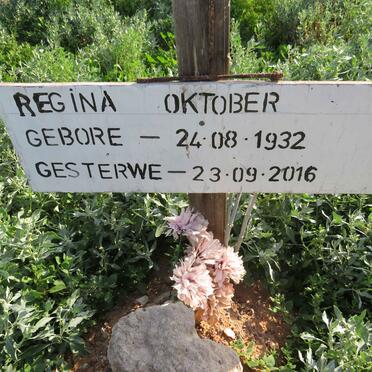 REGINA OKTOBER
GEBORE - 24·08·1932
GESTERWE - 23·09·2016